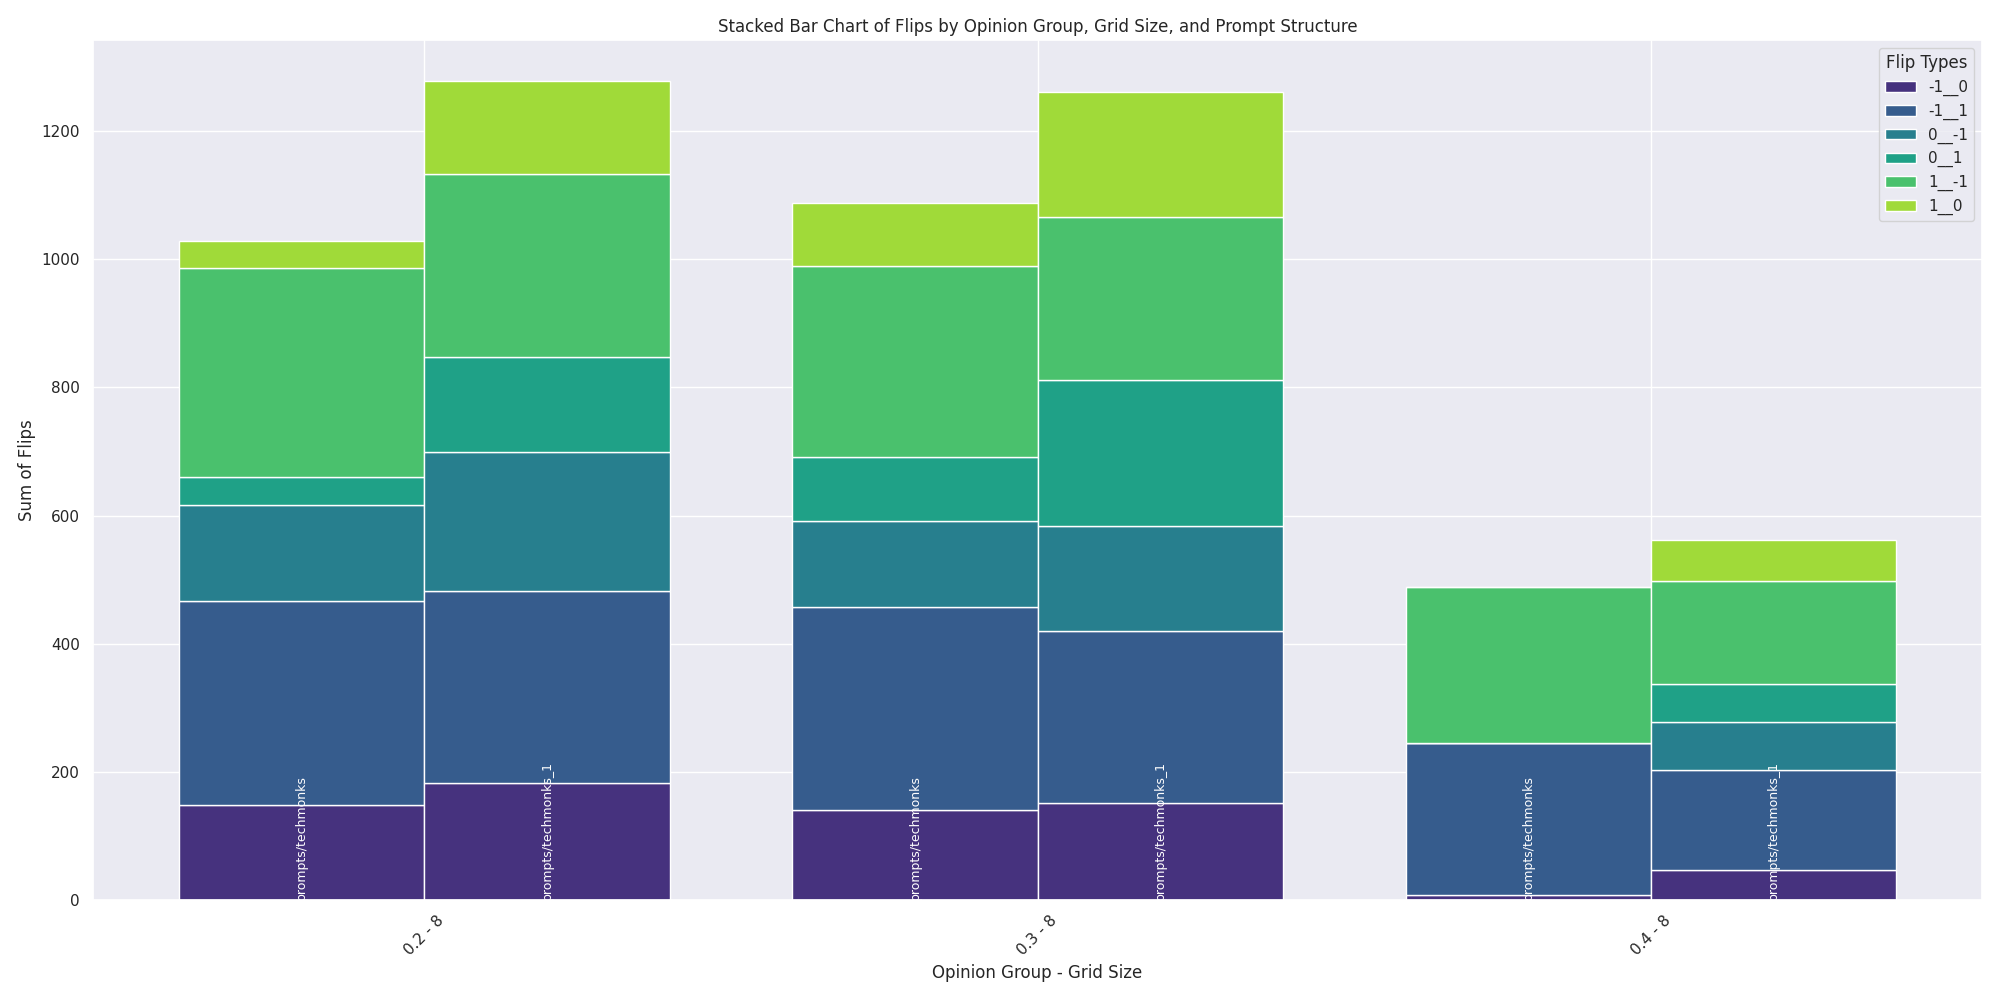 Stacked Bar Chart of Flips by Opinion Group, Grid Size, and Prompt Structure
Flip Types
-1__0
-1__1
0__-1
0__1
1__-1
1__0
Sum of Flips
1200
1000
800
600
400
200
0
prompts/techmonks
prompts/techmonks_1
prompts/techmonks
prompts/techmonks_1
prompts/techmonks
prompts/techmonks_1
0.2 - 8
0.3 - 8
0.4 - 8
Opinion Group - Grid Size